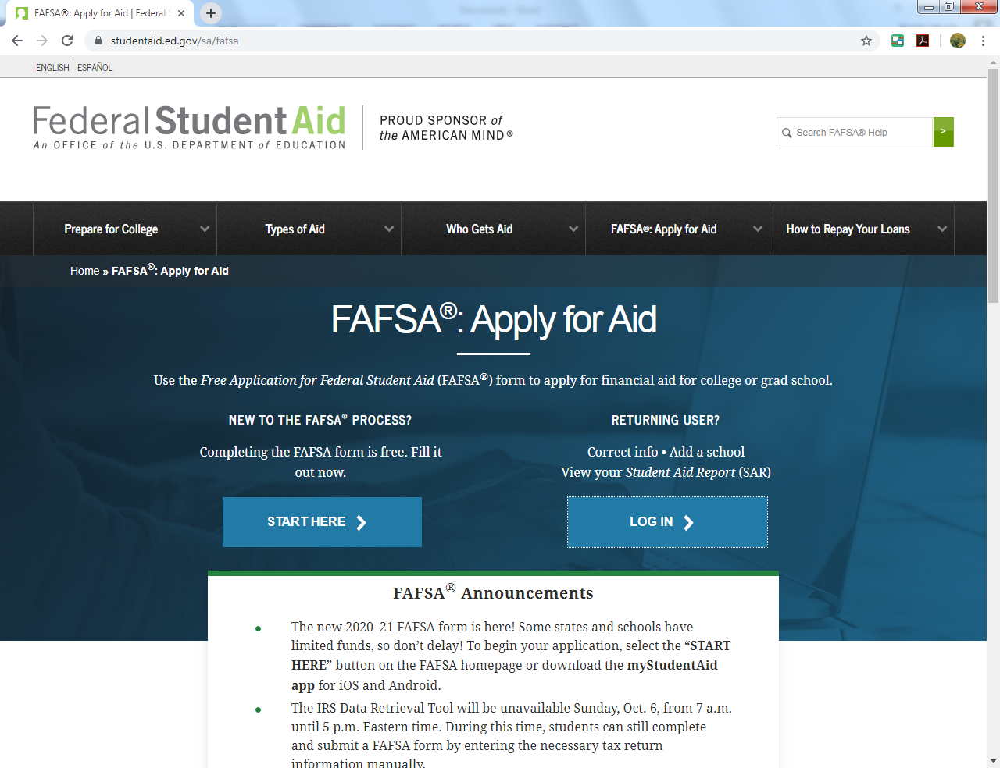 FAFSA®: Apply for Aid | Federal S
studentaid.ed.gov/sa/fafsa
ENGLISH ESPAÑOL
Federal Student Aid
An OFFICE of the U.S. DEPARTMENT of EDUCATION
PROUD SPONSOR of
the AMERICAN MIND®
Search FAFSA® Help
>
Prepare for College
Types of Aid
Who Gets Aid
FAFSA®: Apply for Aid
How to Repay Your Loans
Home » FAFSA®: Apply for Aid
FAFSA®: Apply for Aid
Use the Free Application for Federal Student Aid (FAFSA®) form to apply for financial aid for college or grad school.
NEW TO THE FAFSA® PROCESS?
Completing the FAFSA form is free. Fill it
out now.
START HERE
RETURNING USER?
Correct info • Add a school
View your Student Aid Report (SAR)
LOG IN
FAFSA® Announcements
• The new 2020–21 FAFSA form is here! Some states and schools have
limited funds, so don’t delay! To begin your application, select the “START
HERE” button on the FAFSA homepage or download the myStudentAid
app for iOS and Android.
• The IRS Data Retrieval Tool will be unavailable Sunday, Oct. 6, from 7 a.m.
until 5 p.m. Eastern time. During this time, students can still complete
and submit a FAFSA form by entering the necessary tax return
information manually.